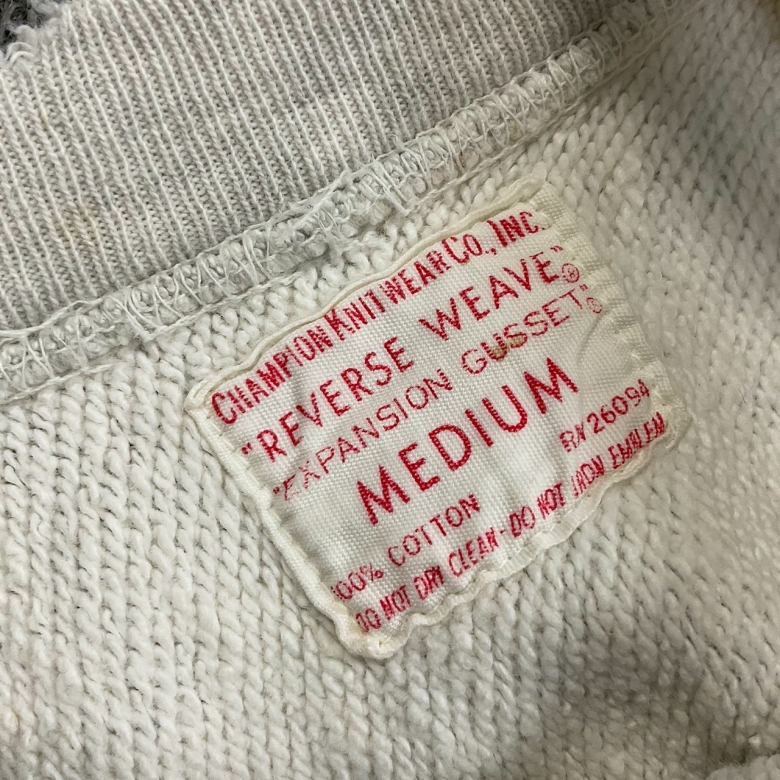 CHAMPION KNITWEAR CO., INC.
"REVERSE WEAVE"®
"EXPANSION GUSSET"®
MEDIUM
100% COTTON RN 26094
DO NOT DRY CLEAN - DO NOT IRON EMBLEM